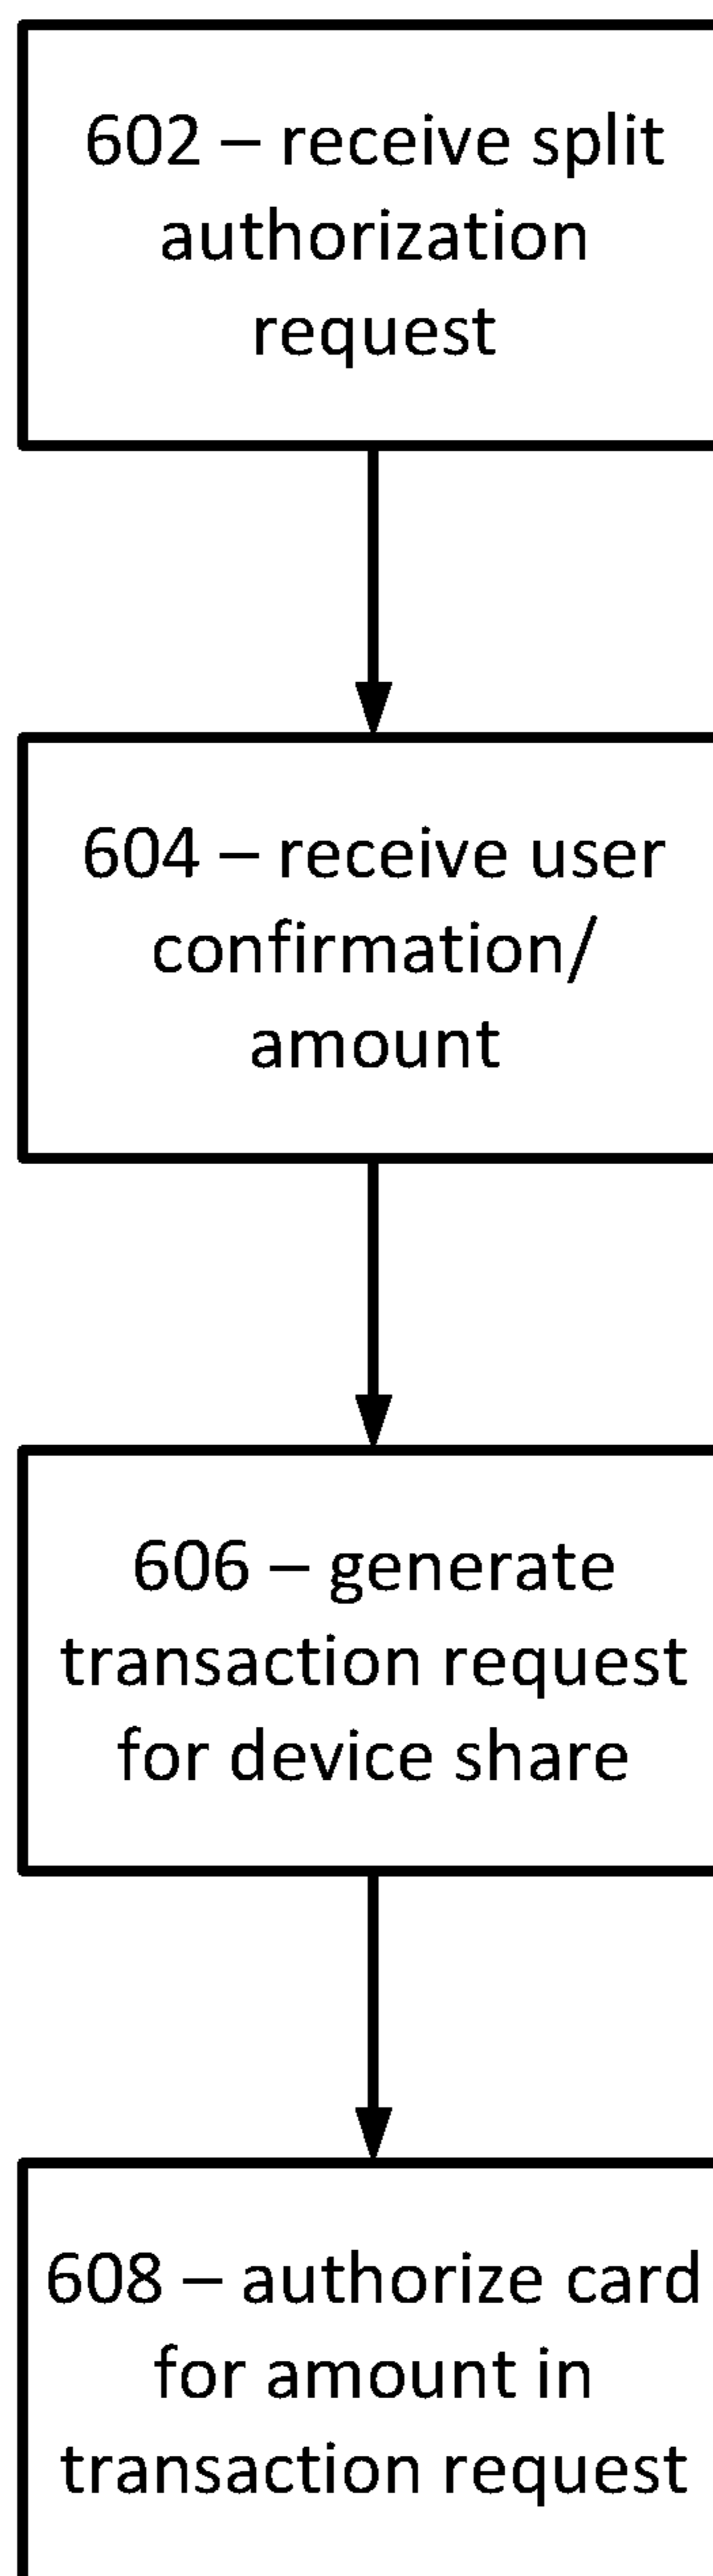 602 – receive split
authorization
request
604 – receive user
confirmation/
amount
606 – generate
transaction request
for device share
608 – authorize card
for amount in
transaction request